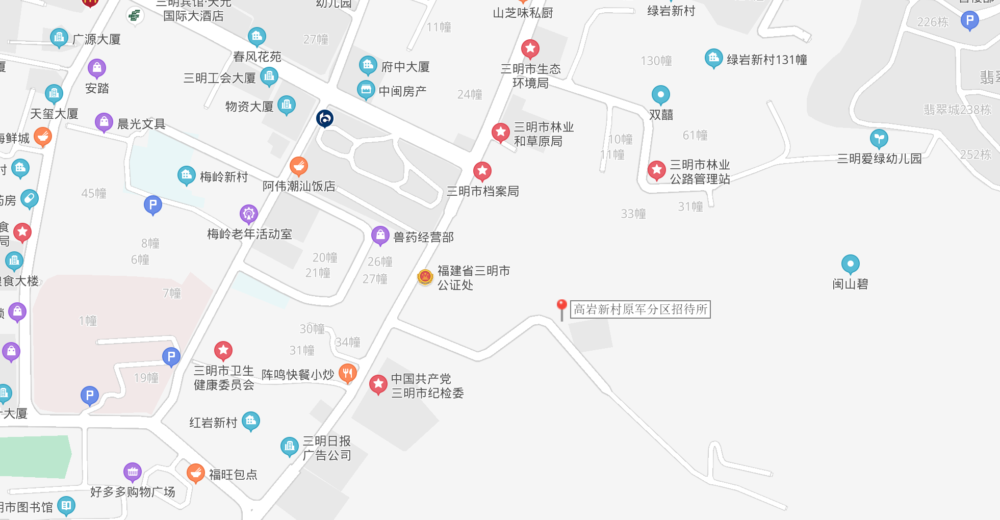 三明宾馆·天元
国际大酒店
幼儿园
山芝味私厨
绿岩新村
226栋
广源大厦
27幢
11幢
春风花苑
府中大厦
三明市生态
环境局
130幢
绿岩新村131幢
安踏
三明工会大厦
中闽房产
24幢
天玺大厦
物资大厦
双囍
翡翠城238栋
晨光文具
三明市林业
和草原局
海鲜城
10幢
11幢
61幢
三明爱绿幼儿园
252栋
村
梅岭新村
阿伟潮汕饭店
三明市档案局
三明市林业
公路管理站
45幢
药房
33幢
31幢
食
局
梅岭老年活动室
兽药经营部
8幢
6幢
20幢
21幢
26幢
27幢
福建省三明市
公证处
粮食大楼
闽山碧
7幢
高岩新村原军分区招待所
1幢
30幢
34幢
31幢
19幢
三明市卫生
健康委员会
阵鸣快餐小炒
中国共产党
三明市纪检委
大厦
红岩新村
三明日报
广告公司
福旺包点
好多多购物广场
明市图书馆